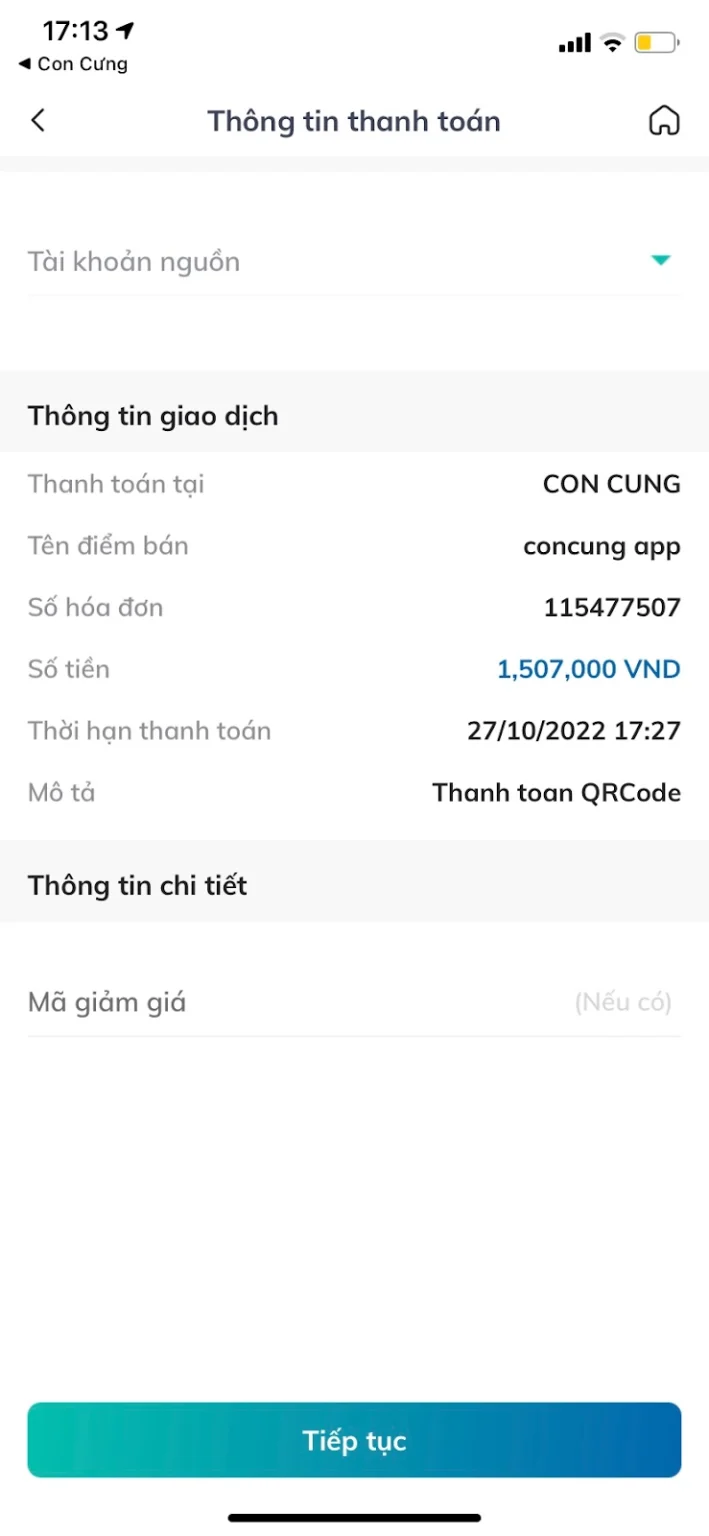 17:13
◀ Con Cưng
Thông tin thanh toán
Tài khoản nguồn
Thông tin giao dịch
Thanh toán tại CON CUNG
Tên điểm bán concung app
Số hóa đơn 115477507
Số tiền 1,507,000 VND
Thời hạn thanh toán 27/10/2022 17:27
Mô tả Thanh toan QRCode
Thông tin chi tiết
Mã giảm giá (Nếu có)
Tiếp tục